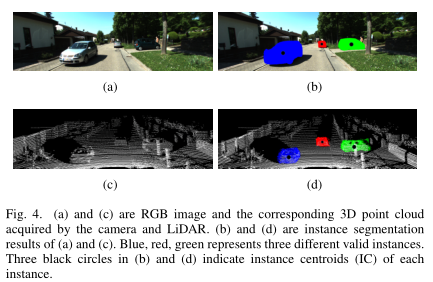 (a)
(b)
(c)
(d)
Fig. 4. (a) and (c) are RGB image and the corresponding 3D point cloud
acquired by the camera and LiDAR. (b) and (d) are instance segmentation
results of (a) and (c). Blue, red, green represents three different valid instances.
Three black circles in (b) and (d) indicate instance centroids (IC) of each
instance.